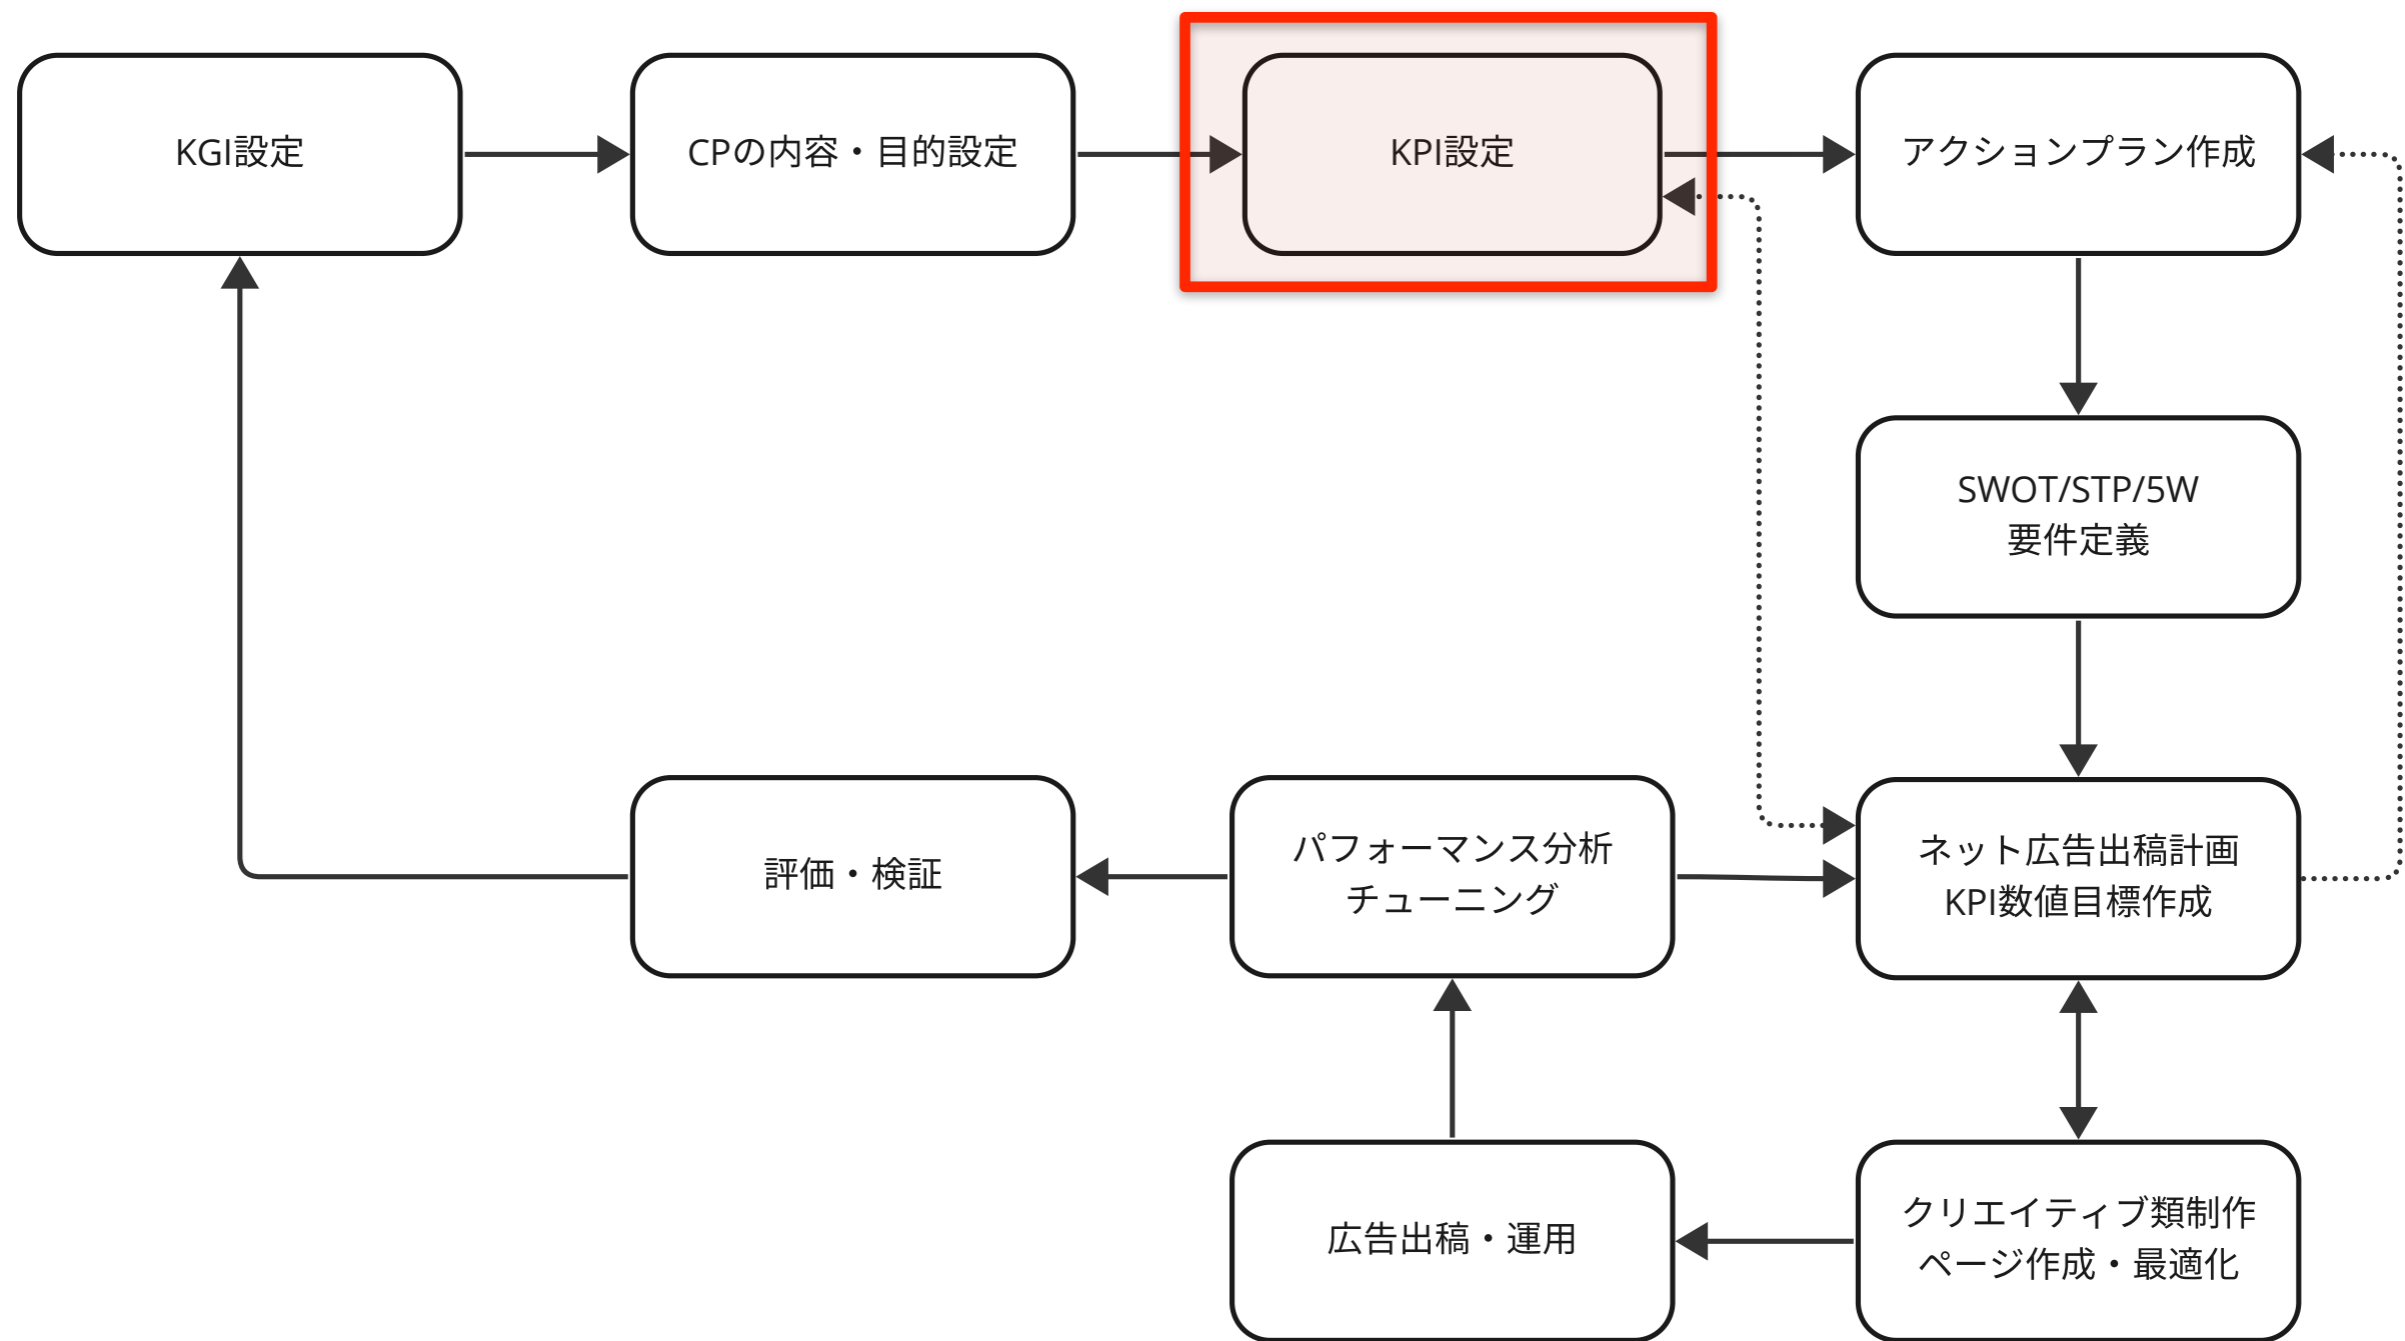 KGI設定
CPの内容・目的設定
KPI設定
アクションプラン作成
SWOT/STP/5W
要件定義
評価・検証
パフォーマンス分析
チューニング
ネット広告出稿計画
KPI数値目標作成
広告出稿・運用
クリエイティブ類制作
ページ作成・最適化